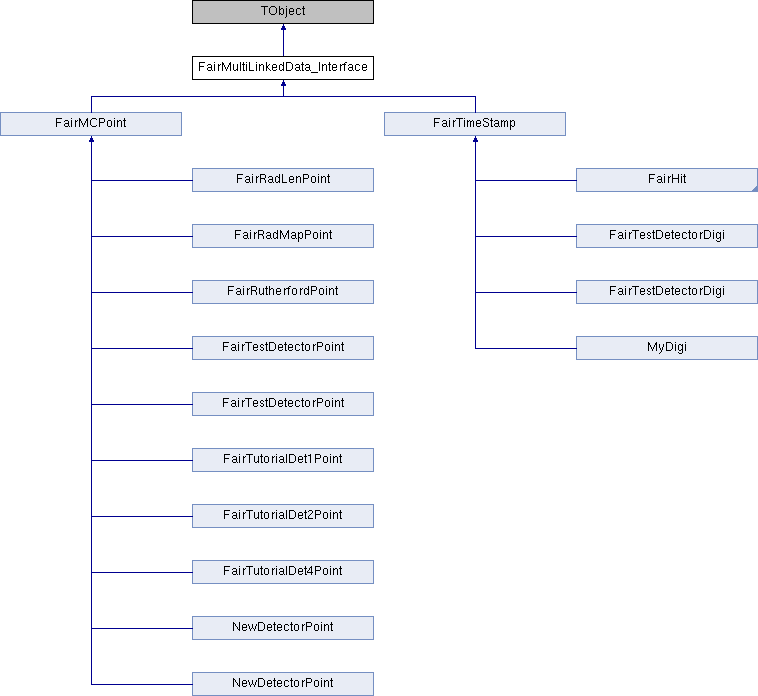 TObject
FairMultiLinkedData_Interface
FairMCPoint
FairTimeStamp
FairRadLenPoint
FairHit
FairRadMapPoint
FairTestDetectorDigi
FairRutherfordPoint
FairTestDetectorDigi
FairTestDetectorPoint
MyDigi
FairTestDetectorPoint
FairTutorialDet1Point
FairTutorialDet2Point
FairTutorialDet4Point
NewDetectorPoint
NewDetectorPoint